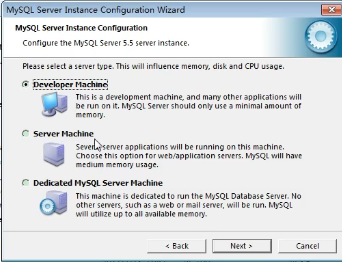 MySQL Server Instance Configuration Wizard
MySQL Server Instance Configuration
Configure the MySQL Server 5.5 server instance.
Please select a server type. This will influence memory, disk and CPU usage.
Developer Machine
This is a development machine, and many other applications will
be run on it. MySQL Server should only use a minimal amount of
memory.
Server Machine
Several server applications will be running on this machine.
Choose this option for web/application servers. MySQL will have
medium memory usage.
Dedicated MySQL Server Machine
This machine is dedicated to run the MySQL Database Server. No
other servers, such as a web or mail server, will be run. MySQL
will utilize up to all available memory.
< Back Next > Cancel